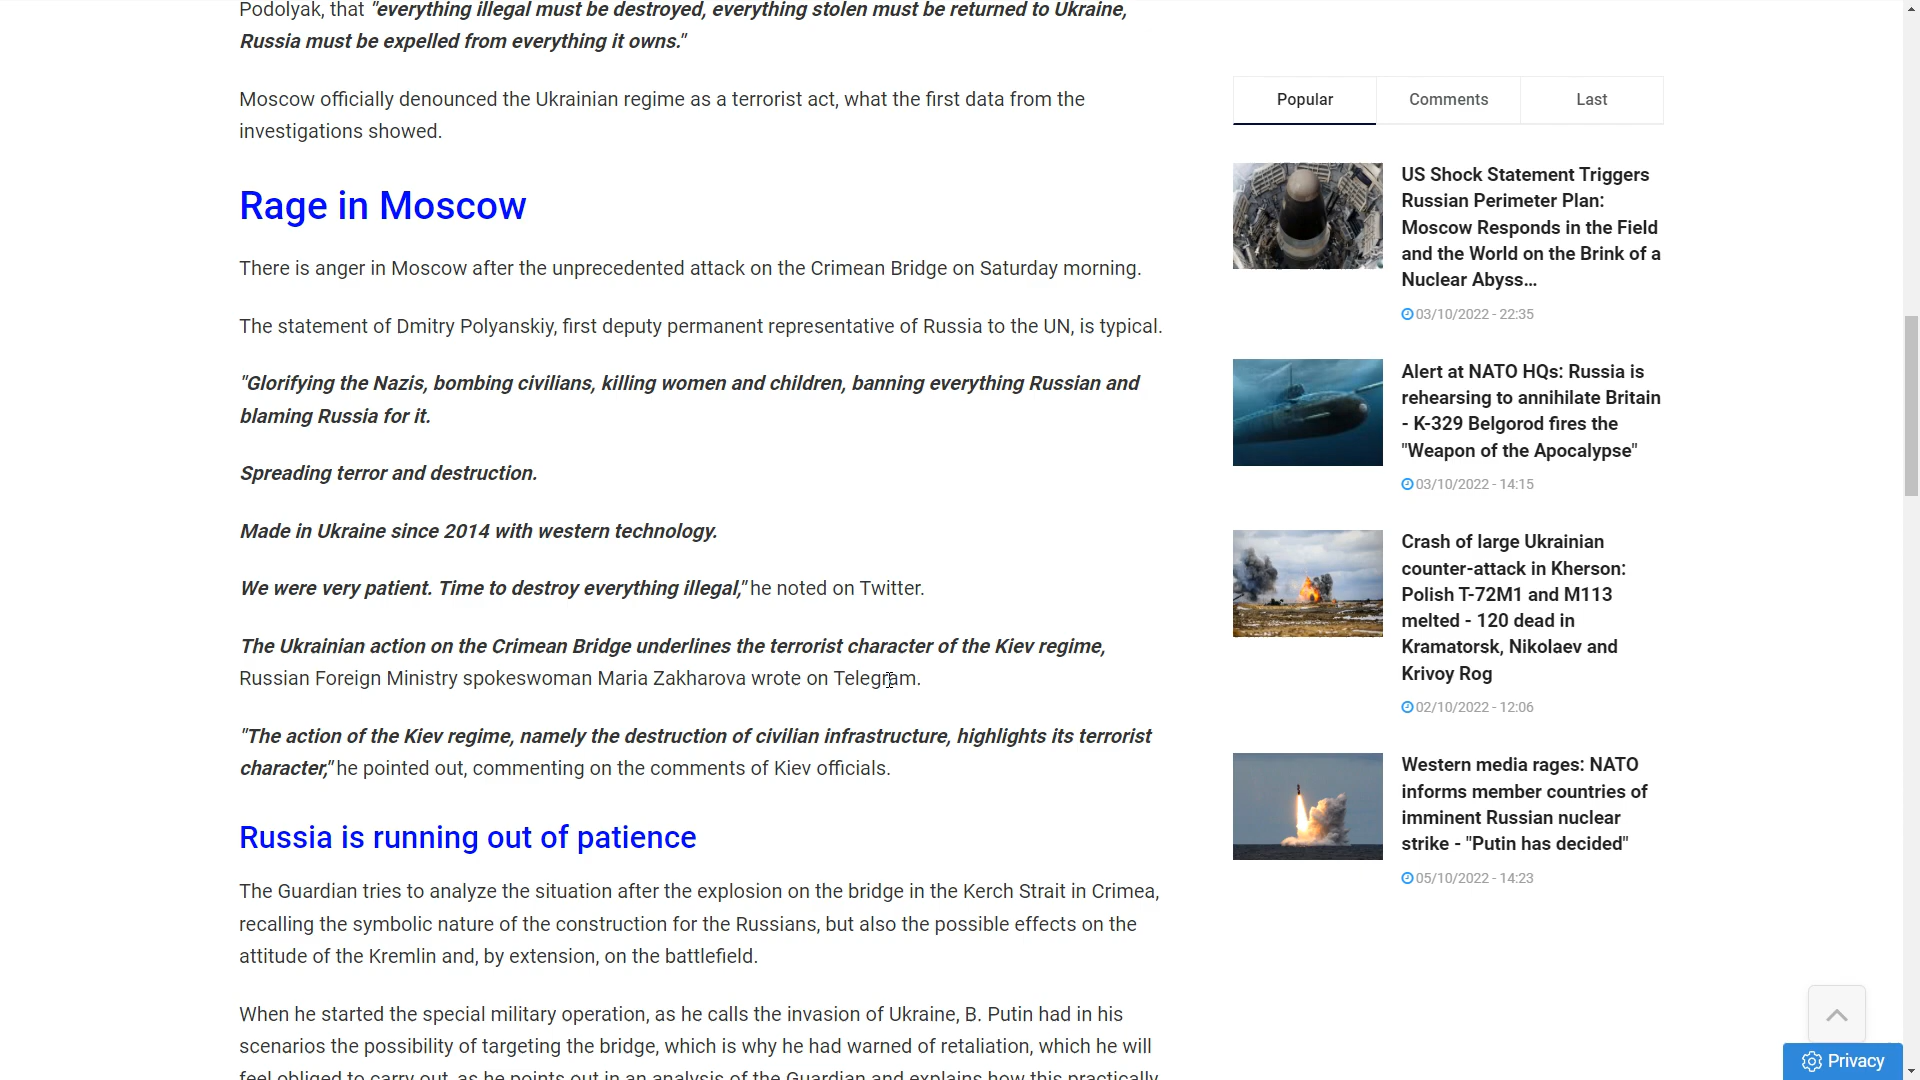 Podolyak, that "everything illegal must be destroyed, everything stolen must be returned to Ukraine,
Russia must be expelled from everything it owns."
Moscow officially denounced the Ukrainian regime as a terrorist act, what the first data from the
investigations showed.
Rage in Moscow
There is anger in Moscow after the unprecedented attack on the Crimean Bridge on Saturday morning.
The statement of Dmitry Polyanskiy, first deputy permanent representative of Russia to the UN, is typical.
"Glorifying the Nazis, bombing civilians, killing women and children, banning everything Russian and
blaming Russia for it.
Spreading terror and destruction.
Made in Ukraine since 2014 with western technology.
We were very patient. Time to destroy everything illegal," he noted on Twitter.
The Ukrainian action on the Crimean Bridge underlines the terrorist character of the Kiev regime,
Russian Foreign Ministry spokeswoman Maria Zakharova wrote on Telegram.
"The action of the Kiev regime, namely the destruction of civilian infrastructure, highlights its terrorist
character," he pointed out, commenting on the comments of Kiev officials.
Russia is running out of patience
The Guardian tries to analyze the situation after the explosion on the bridge in the Kerch Strait in Crimea,
recalling the symbolic nature of the construction for the Russians, but also the possible effects on the
attitude of the Kremlin and, by extension, on the battlefield.
When he started the special military operation, as he calls the invasion of Ukraine, B. Putin had in his
scenarios the possibility of targeting the bridge, which is why he had warned of retaliation, which he will
feel obliged to carry out, as he points out in an analysis of the Guardian and explains how this practically
Popular
Comments
Last
US Shock Statement Triggers
Russian Perimeter Plan:
Moscow Responds in the Field
and the World on the Brink of a
Nuclear Abyss...
03/10/2022 - 22:35
Alert at NATO HQs: Russia is
rehearsing to annihilate Britain
- K-329 Belgorod fires the
"Weapon of the Apocalypse"
03/10/2022 - 14:15
Crash of large Ukrainian
counter-attack in Kherson:
Polish T-72M1 and M113
melted - 120 dead in
Kramatorsk, Nikolaev and
Krivoy Rog
02/10/2022 - 12:06
Western media rages: NATO
informs member countries of
imminent Russian nuclear
strike - "Putin has decided"
05/10/2022 - 14:23
Privacy